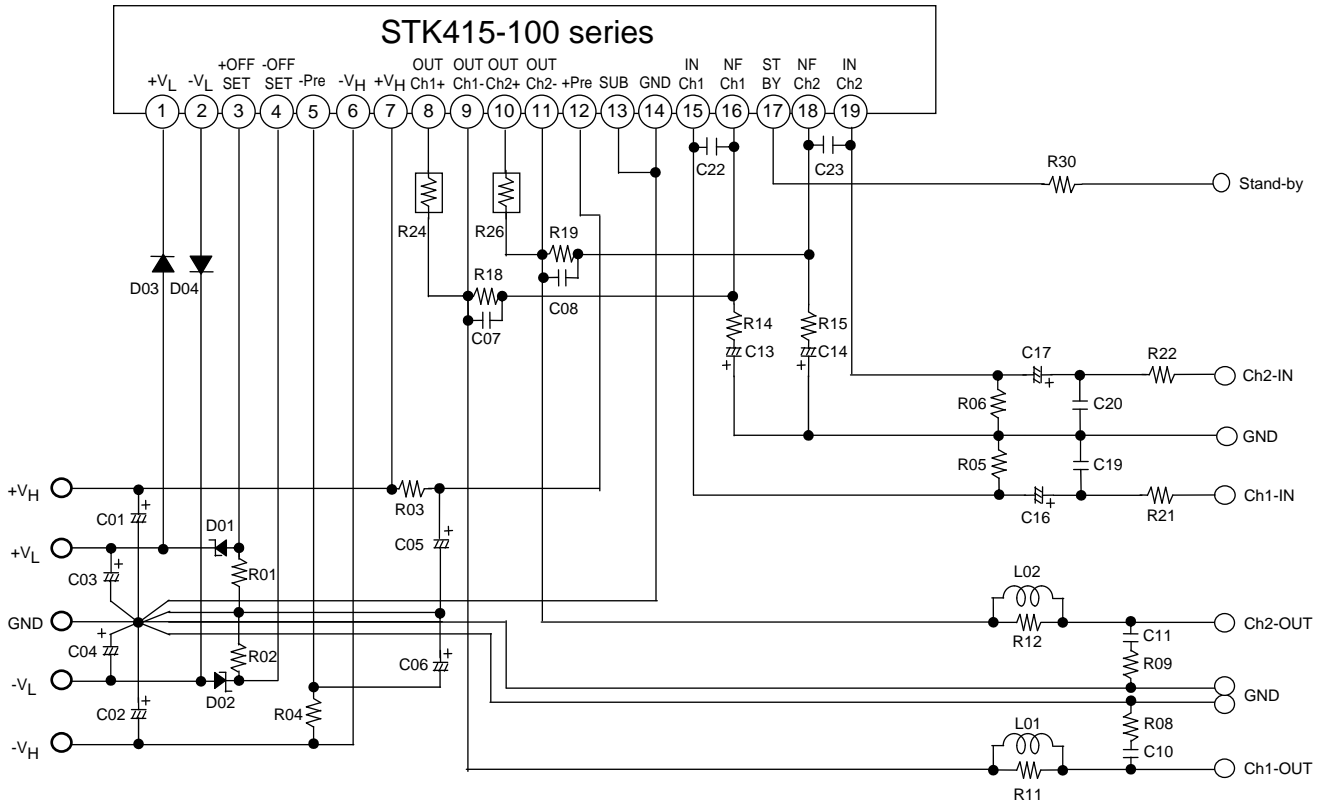 STK415-100 series
+VL
-VL
+OFF SET
-OFF SET
-Pre
-VH
+VH
OUT Ch1+
OUT Ch1-
OUT Ch2+
OUT Ch2-
+Pre
SUB
GND
IN Ch1
NF Ch1
ST BY
NF Ch2
IN Ch2
1 2 3 4 5 6 7 8 9 10 11 12 13 14 15 16 17 18 19
C22
C23
R30
Stand-by
R24
R26
R19
D03
D04
R18
C08
C07
R14
R15
C13
C14
+
+
C17
R22
+
Ch2-IN
R06
C20
GND
R05
C19
+VH
R03
+
Ch1-IN
C16
R21
C01
+
D01
+VL
C03
+
C05
+
R01
L02
GND
R12
Ch2-OUT
C04
+
R02
C06
+
C11
R09
-VL
D02
GND
C02
+
R04
L01
R08
C10
-VH
Ch1-OUT
R11